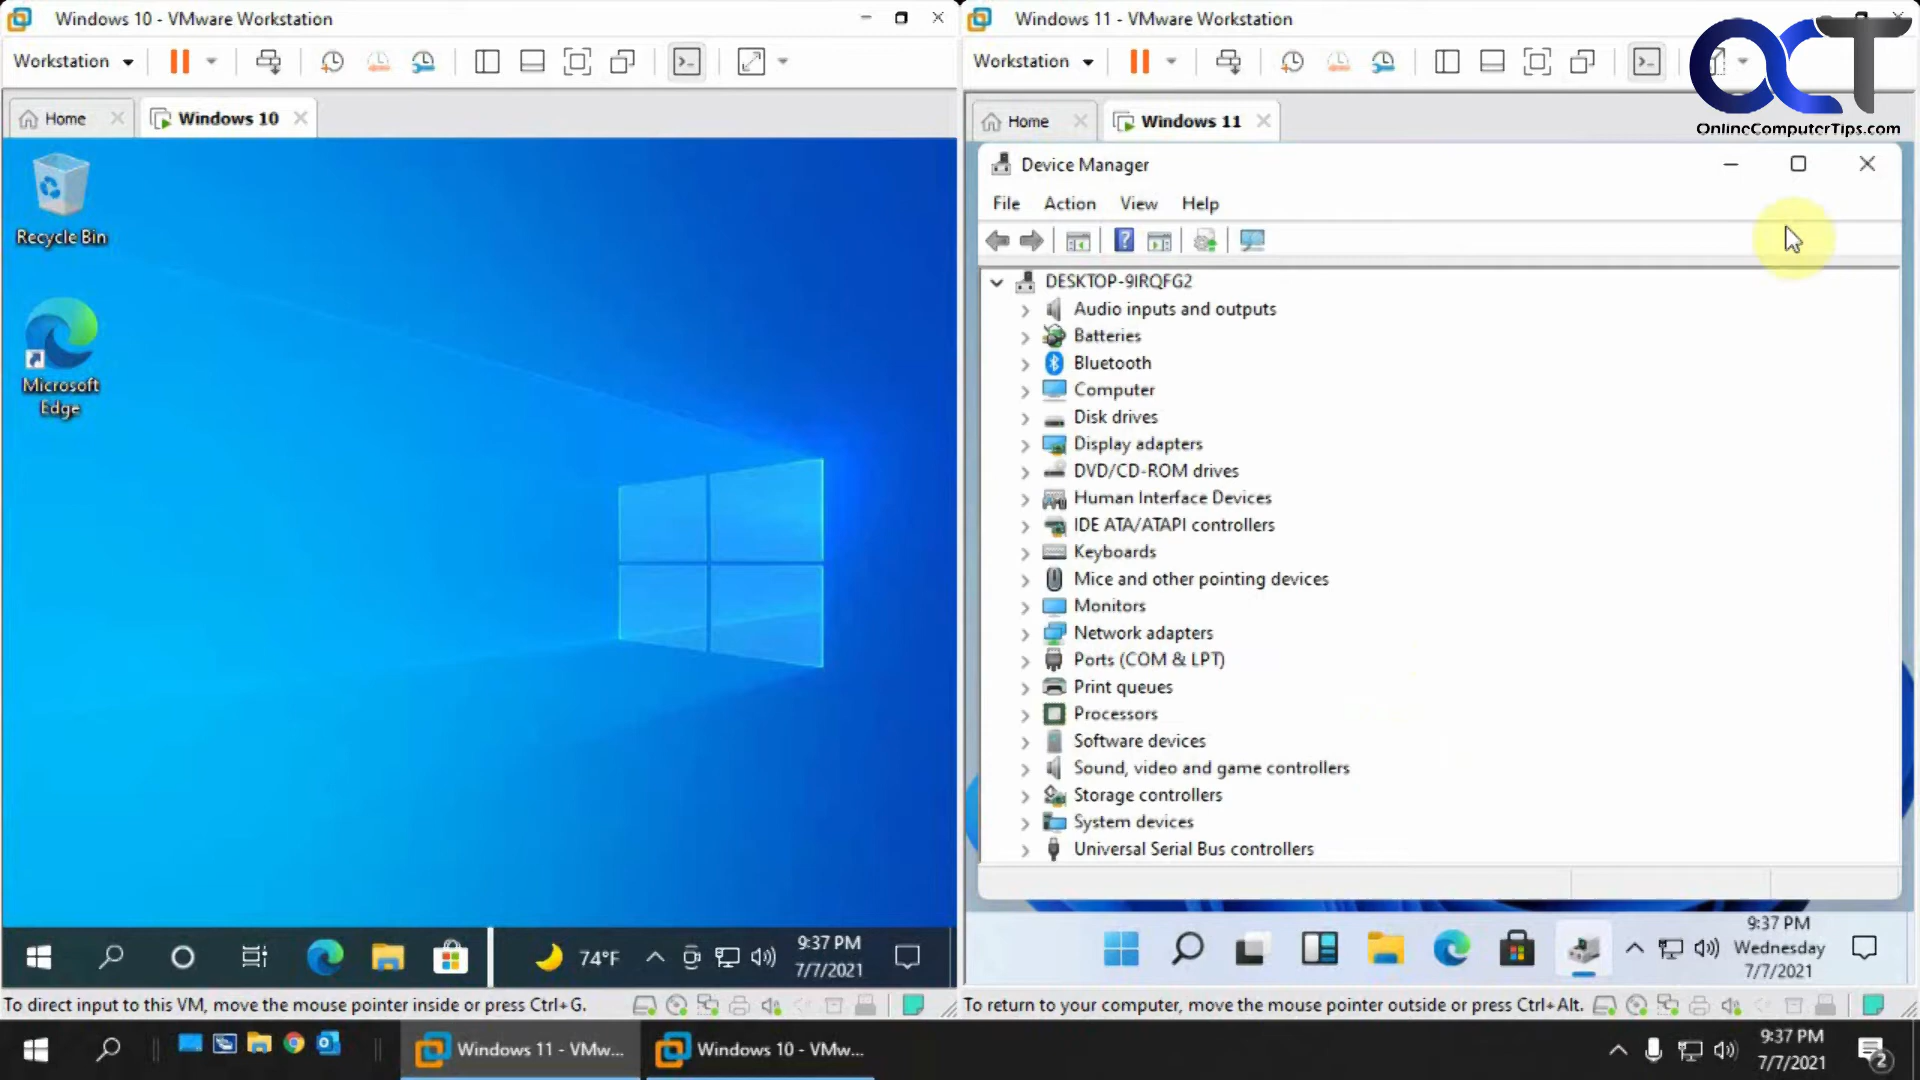 Windows 10 - VMware Workstation
Workstation
Home
Windows 10
Recycle Bin
Microsoft
Edge
74°F
9:37 PM
7/7/2021
To direct input to this VM, move the mouse pointer inside or press Ctrl+G.
Windows 11 - VMware Workstation
Workstation
OCT
OnlineComputerTips.com
Home
Windows 11
Device Manager
File Action View Help
DESKTOP-9IRQFG2
Audio inputs and outputs
Batteries
Bluetooth
Computer
Disk drives
Display adapters
DVD/CD-ROM drives
Human Interface Devices
IDE ATA/ATAPI controllers
Keyboards
Mice and other pointing devices
Monitors
Network adapters
Ports (COM & LPT)
Print queues
Processors
Software devices
Sound, video and game controllers
Storage controllers
System devices
Universal Serial Bus controllers
9:37 PM
Wednesday
7/7/2021
To return to your computer, move the mouse pointer outside or press Ctrl+Alt.
Windows 11 - VMw...
Windows 10 - VMw...
9:37 PM
7/7/2021
2